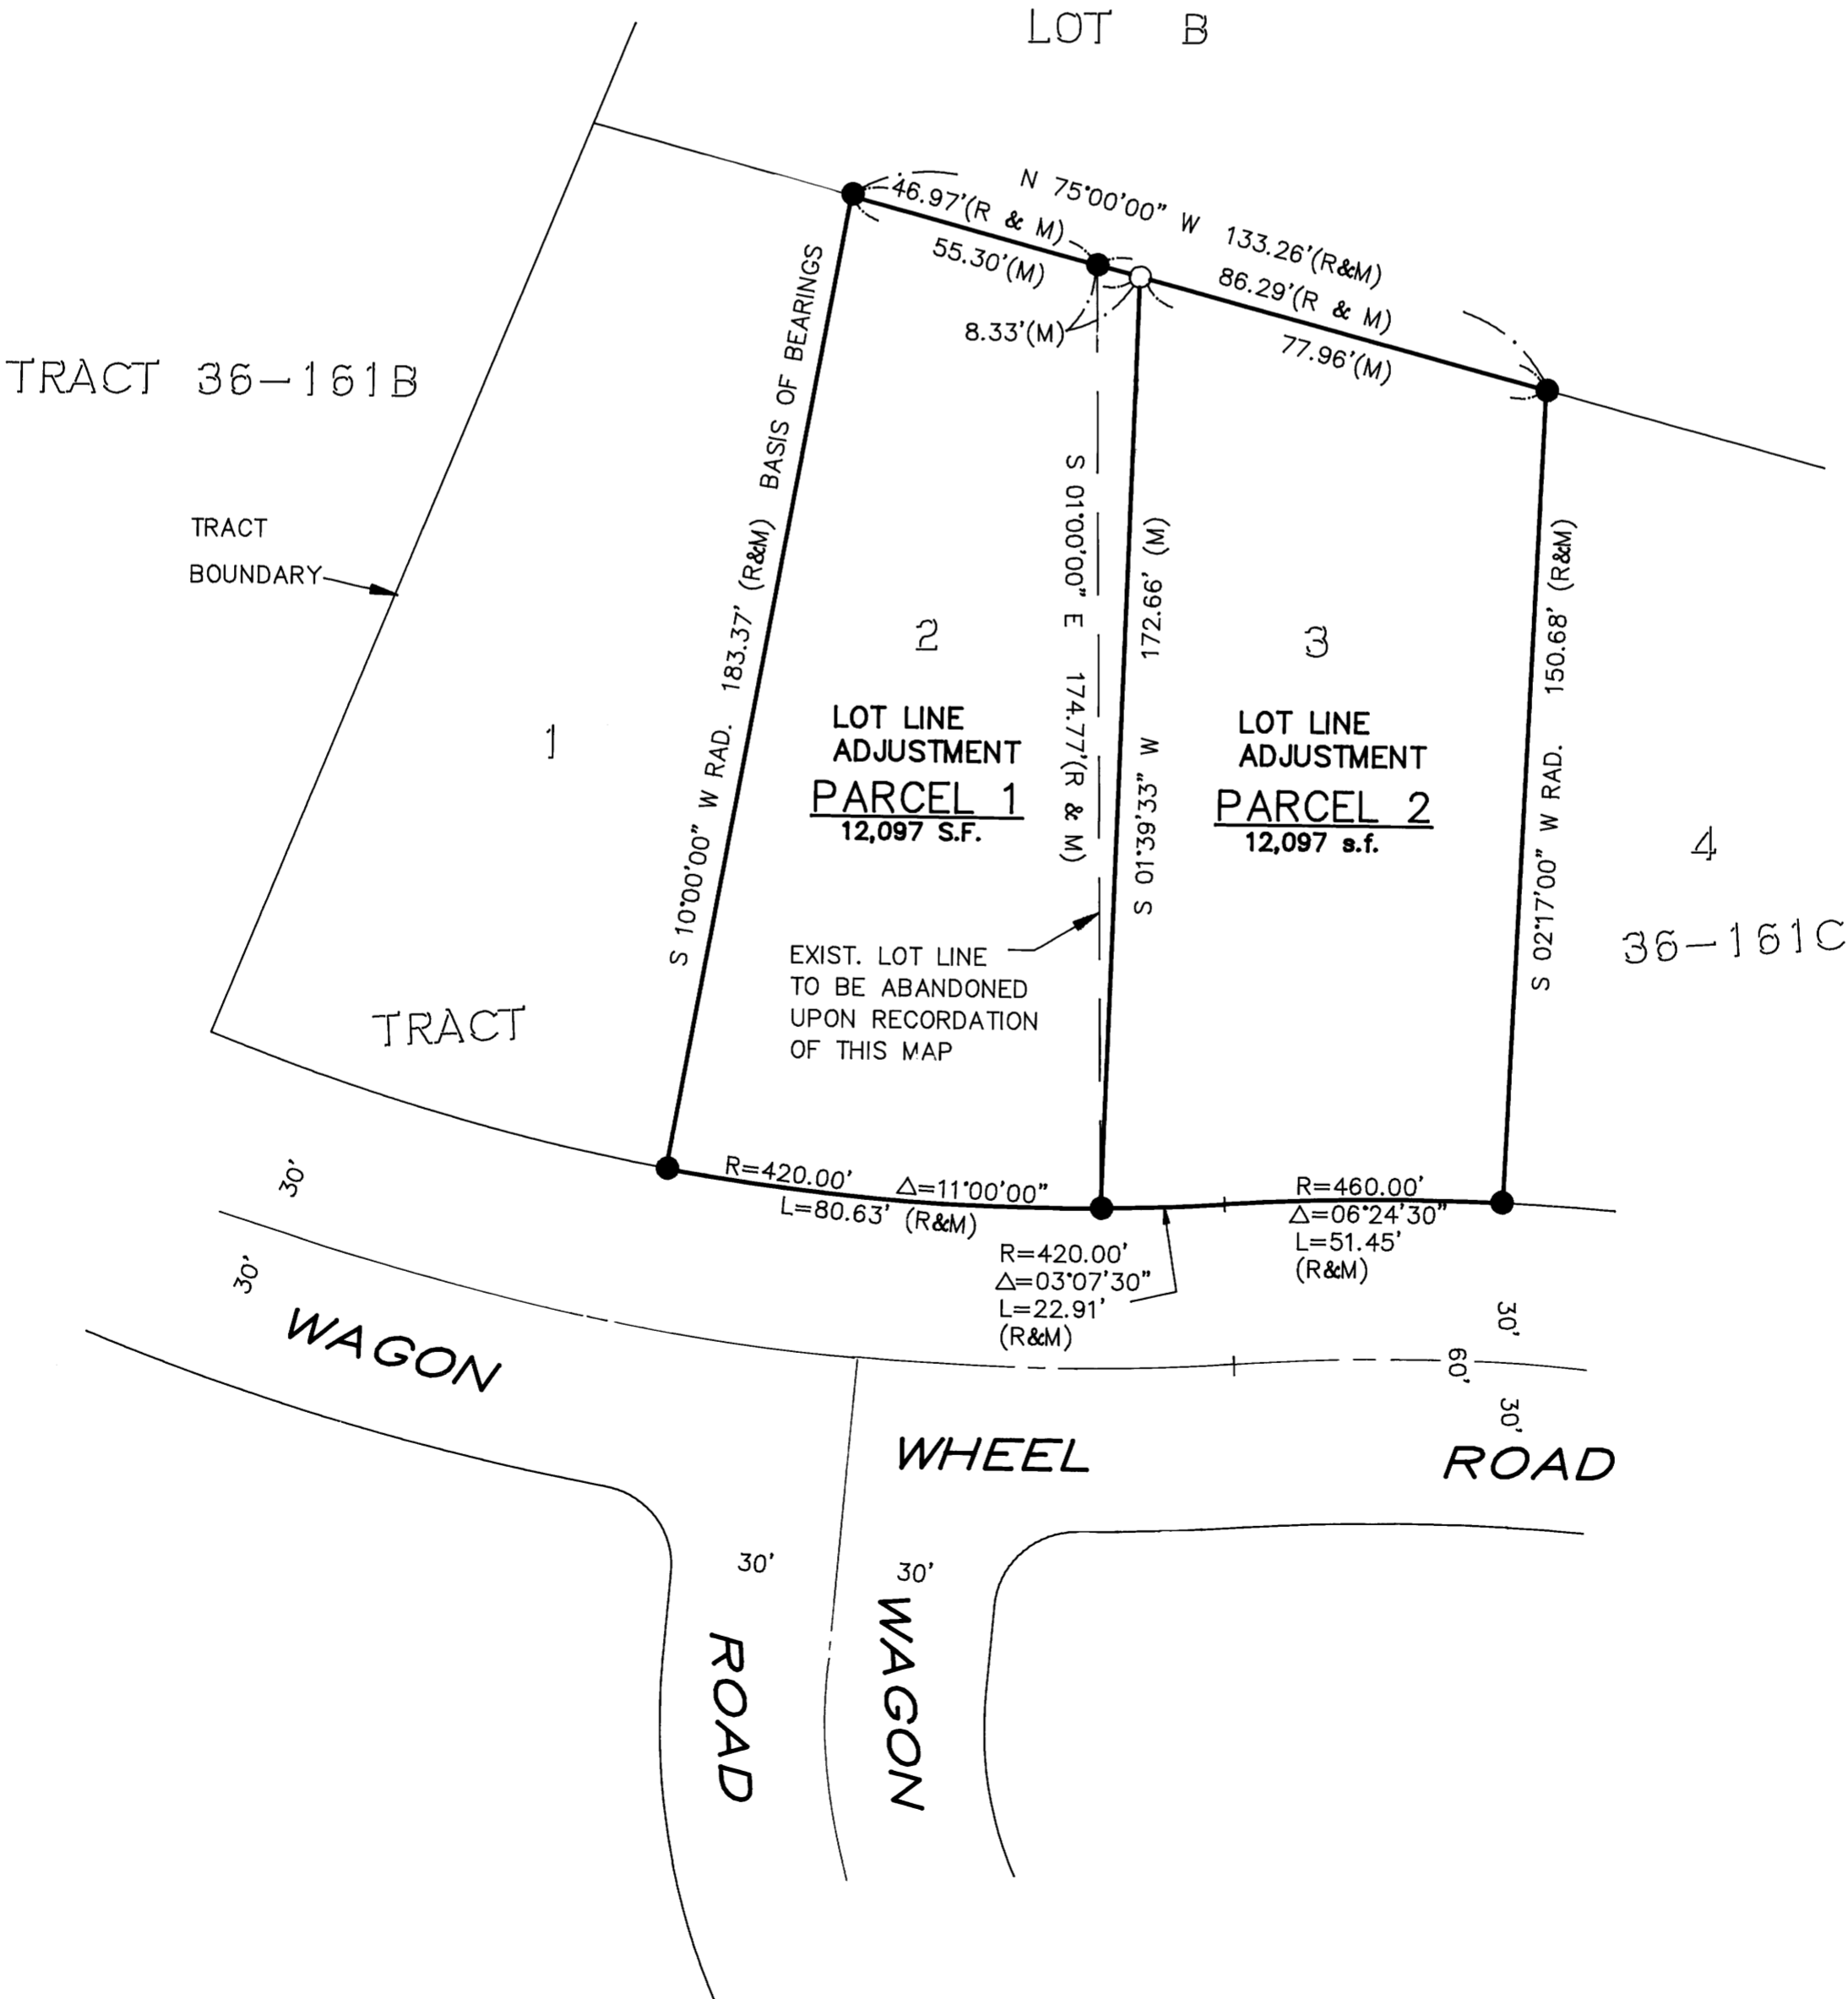 LOT B
N 75°00'00" W 133.26'(R&M)
46.97'(R & M)
55.30'(M)
86.29'(R & M)
77.96'(M)
8.33'(M)
TRACT 36-161B
TRACT
BOUNDARY
S 10°00'00" W RAD. 183.37' (R&M) BASIS OF BEARINGS
S 01°00'00" E 174.77'(R & M)
S 01°39'33" W 172.66' (M)
S 02°17'00" W RAD. 150.68' (R&M)
1
2
LOT LINE
ADJUSTMENT
PARCEL 1
12,097 S.F.
3
LOT LINE
ADJUSTMENT
PARCEL 2
12,097 s.f.
4
36-161C
EXIST. LOT LINE
TO BE ABANDONED
UPON RECORDATION
OF THIS MAP
TRACT
R=420.00' Δ=11°00'00"
L=80.63' (R&M)
R=420.00'
Δ=03°07'30"
L=22.91'
(R&M)
R=460.00'
Δ=06°24'30"
L=51.45'
(R&M)
30'
30'
30'
60'
30'
WAGON WHEEL ROAD
30'
30'
WAGON
ROAD